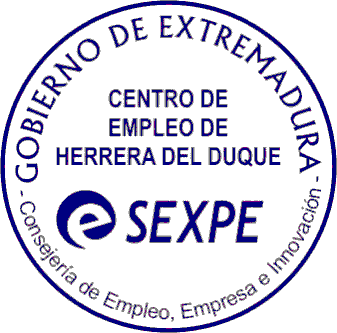 GOBIERNO DE EXTREMADURA
CENTRO DE
EMPLEO DE
HERRERA DEL DUQUE
e SEXPE
- Consejería de Empleo, Empresa e Innovación -